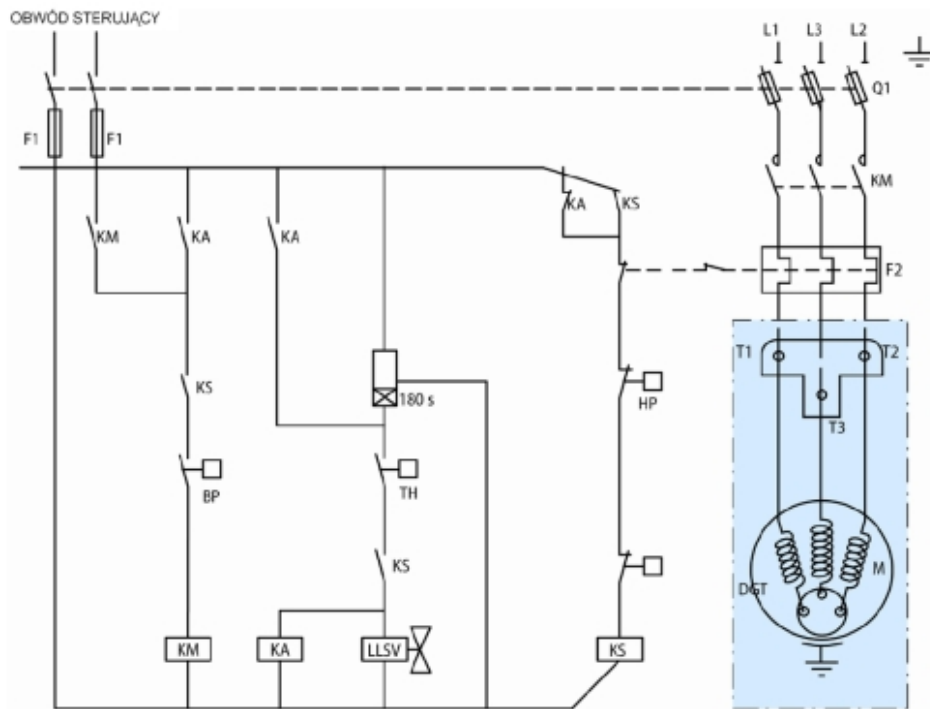 OBWÓD STERUJĄCY
L1 L3 L2
Q1
F1 F1
KM
KA KS
KM KA KA
F2
T1 T2
KS
180 s
HP
T3
BP TH
KS
M
DGT
KM KA LLSV KS